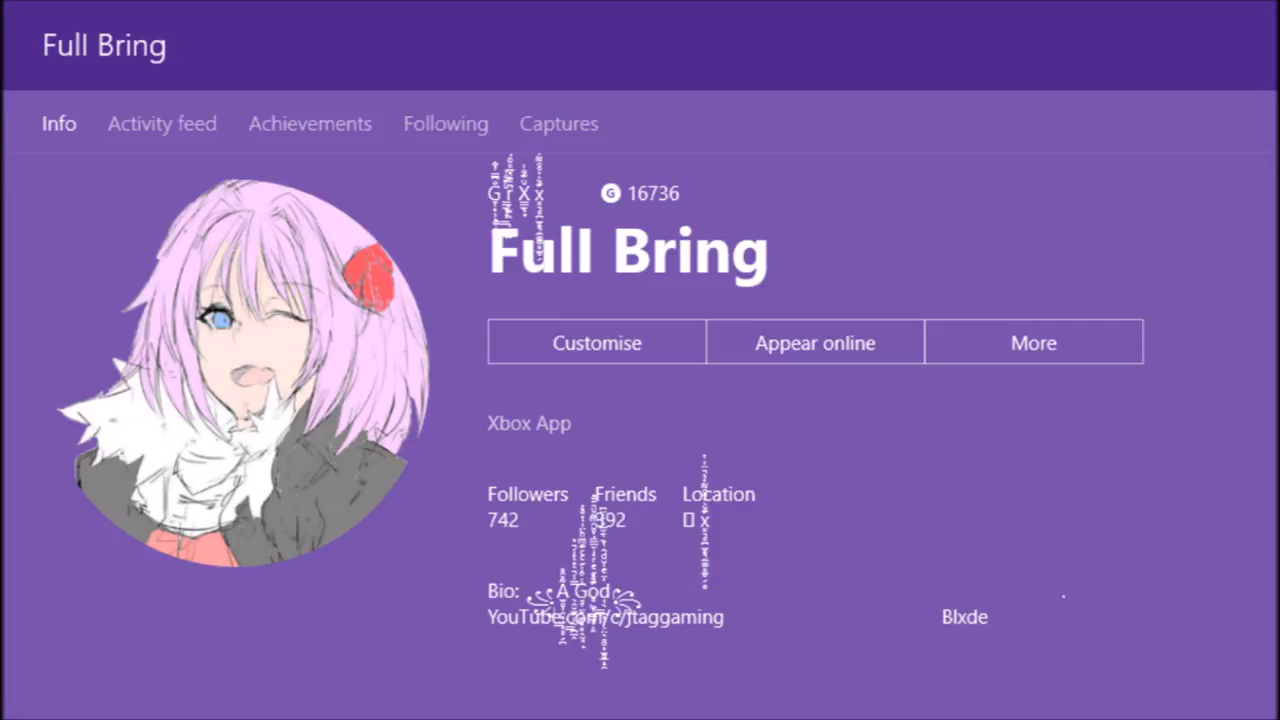 Full Bring
Info Activity feed Achievements Following Captures
G r X x G 16736
Full Bring
Customise Appear online More
Xbox App
Followers Friends Location
742 392 x
Bio: A God .
YouTube.com/c/jtaggaming Blxde